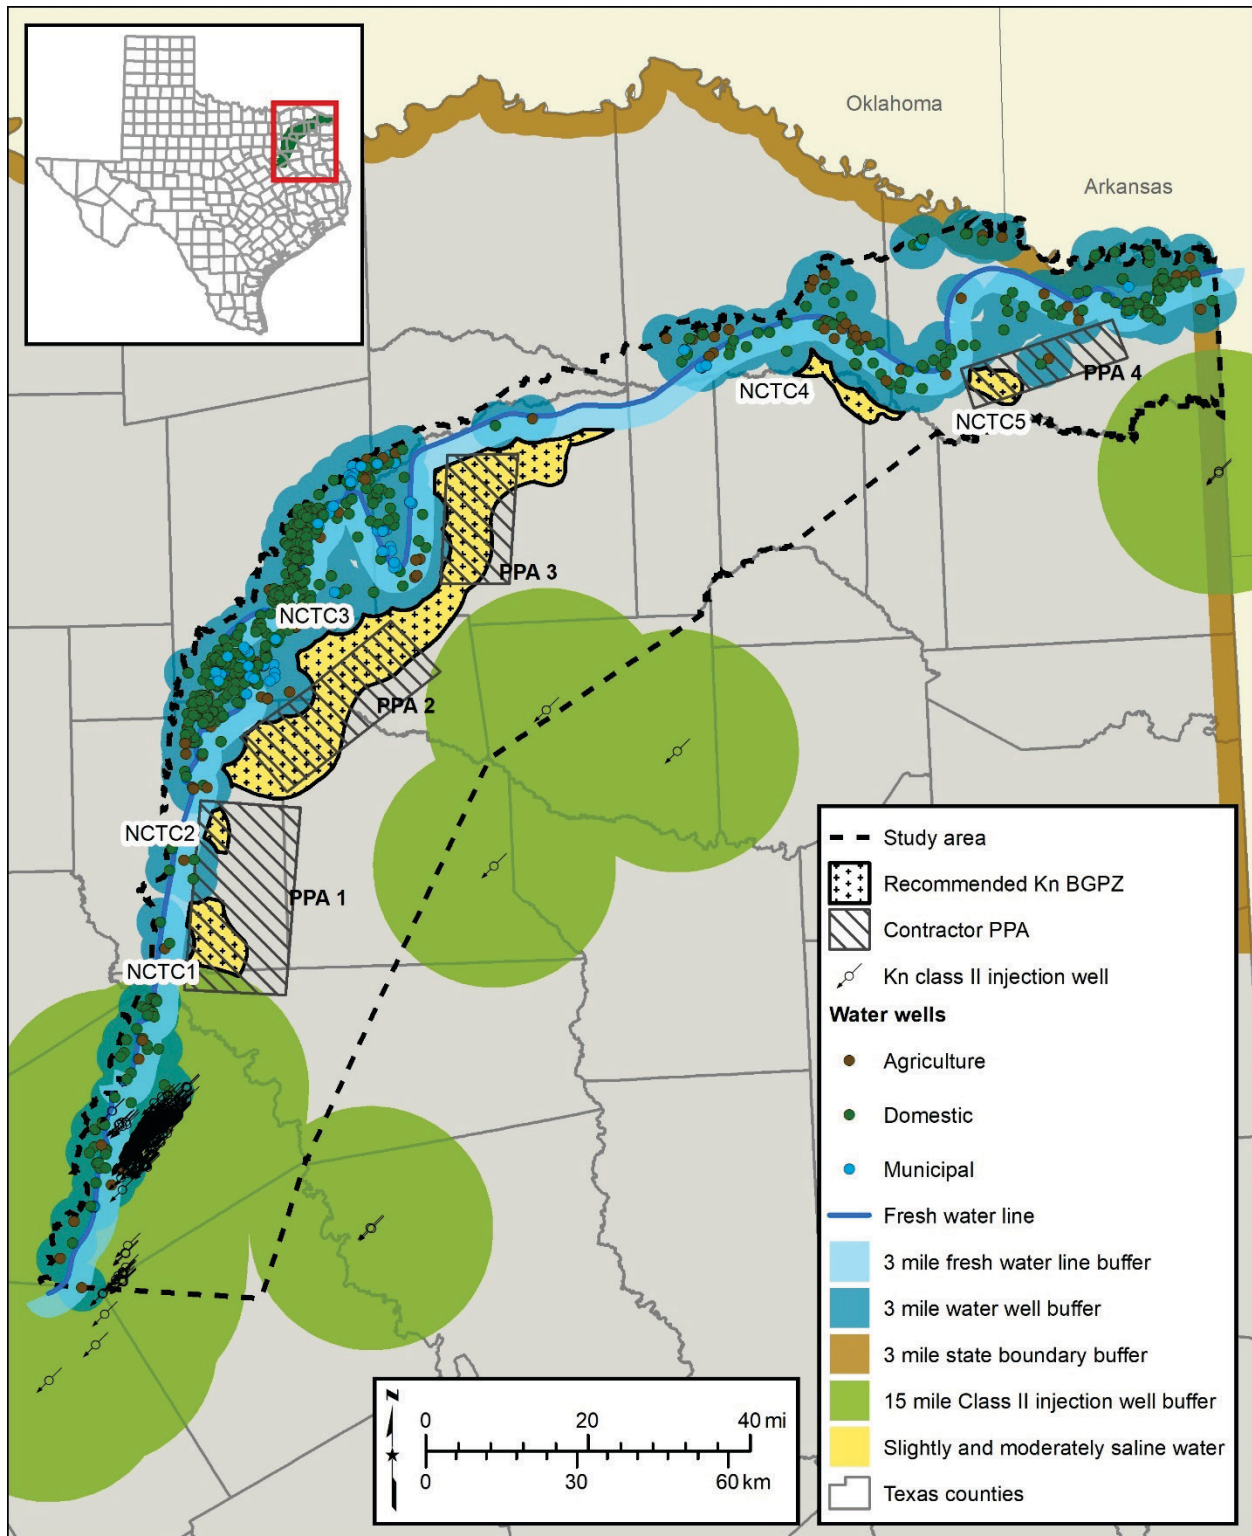 Oklahoma
Arkansas
PPA 4
NCTC4
NCTC5
PPA 3
NCTC3
PPA 2
NCTC2
PPA 1
NCTC1
Study area
Recommended Kn BGPZ
Contractor PPA
Kn class II injection well
Water wells
Agriculture
Domestic
Municipal
Fresh water line
3 mile fresh water line buffer
3 mile water well buffer
3 mile state boundary buffer
15 mile Class II injection well buffer
Slightly and moderately saline water
Texas counties
N
0 20 40 mi
0 30 60 km